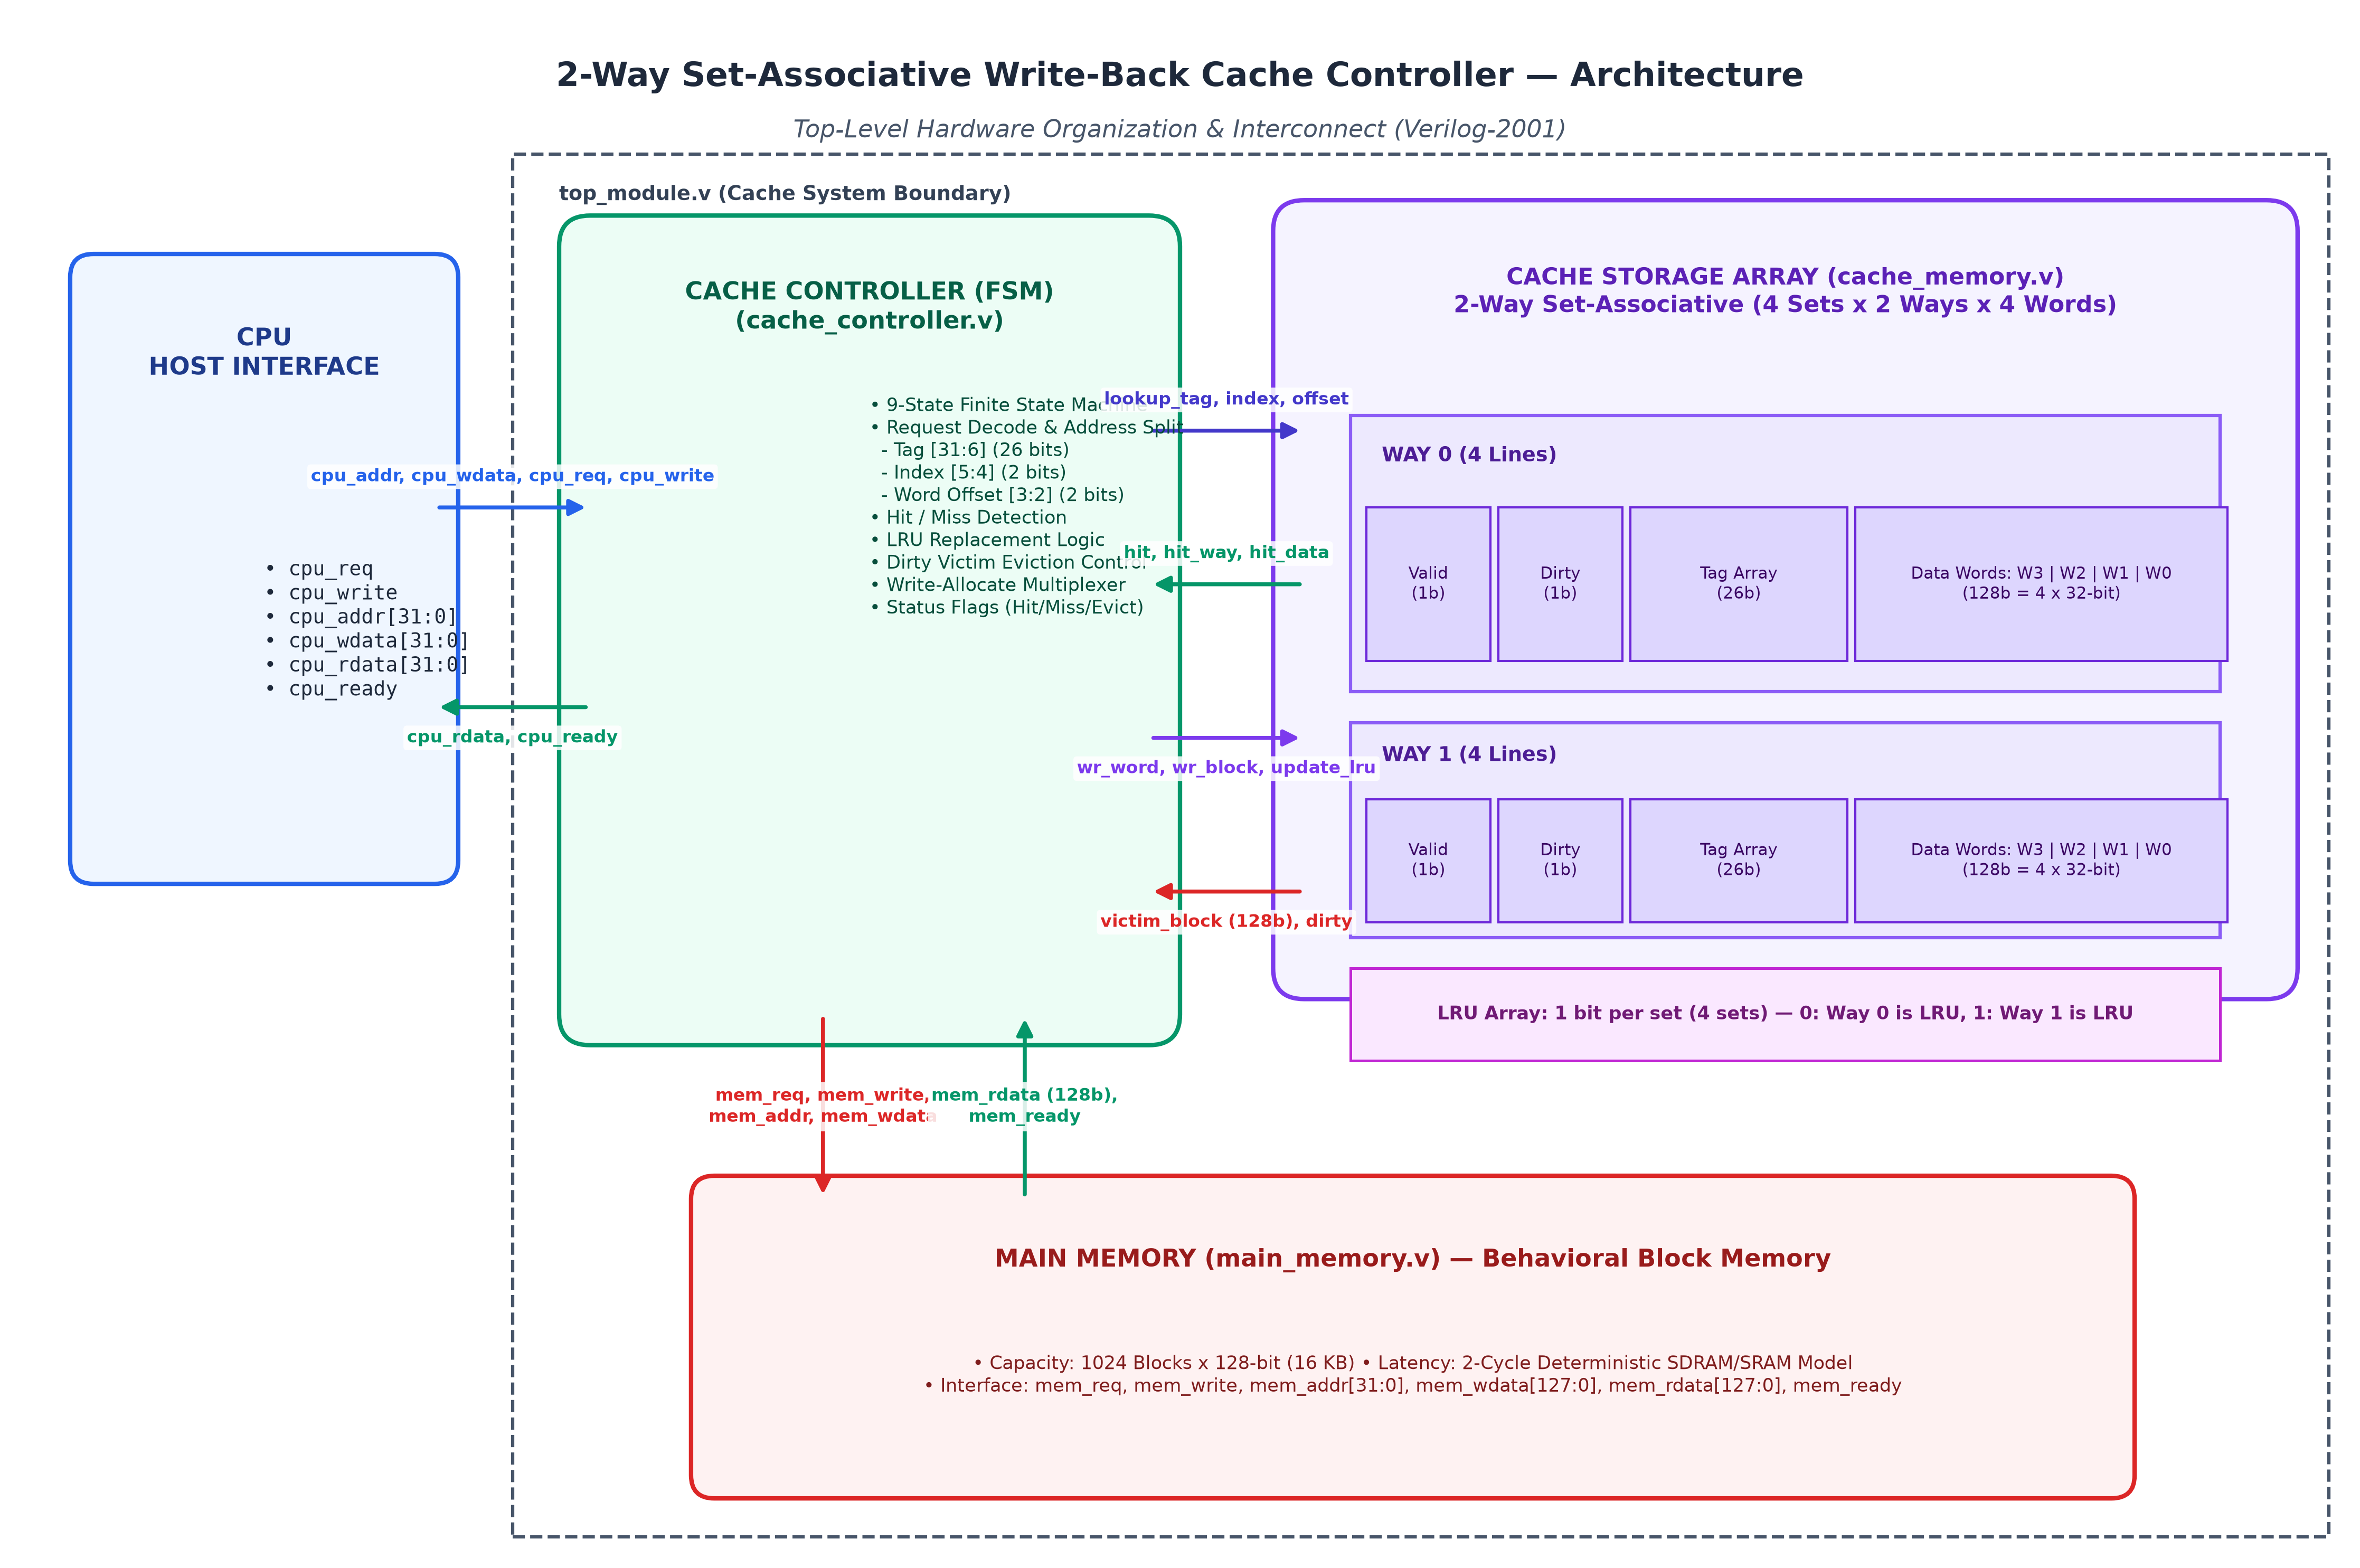 2-Way Set-Associative Write-Back Cache Controller — Architecture
Top-Level Hardware Organization & Interconnect (Verilog-2001)
top_module.v (Cache System Boundary)
CPU
HOST INTERFACE
• cpu_req
• cpu_write
• cpu_addr[31:0]
• cpu_wdata[31:0]
• cpu_rdata[31:0]
• cpu_ready
cpu_addr, cpu_wdata, cpu_req, cpu_write
cpu_rdata, cpu_ready
CACHE CONTROLLER (FSM)
(cache_controller.v)
• 9-State Finite State Machine
• Request Decode & Address Split
- Tag [31:6] (26 bits)
- Index [5:4] (2 bits)
- Word Offset [3:2] (2 bits)
• Hit / Miss Detection
• LRU Replacement Logic
• Dirty Victim Eviction Control
• Write-Allocate Multiplexer
• Status Flags (Hit/Miss/Evict)
lookup_tag, index, offset
hit, hit_way, hit_data
wr_word, wr_block, update_lru
victim_block (128b), dirty
CACHE STORAGE ARRAY (cache_memory.v)
2-Way Set-Associative (4 Sets x 2 Ways x 4 Words)
WAY 0 (4 Lines)
Valid
(1b)
Dirty
(1b)
Tag Array
(26b)
Data Words: W3 | W2 | W1 | W0
(128b = 4 x 32-bit)
WAY 1 (4 Lines)
Valid
(1b)
Dirty
(1b)
Tag Array
(26b)
Data Words: W3 | W2 | W1 | W0
(128b = 4 x 32-bit)
LRU Array: 1 bit per set (4 sets) — 0: Way 0 is LRU, 1: Way 1 is LRU
mem_req, mem_write,
mem_addr, mem_wdata
mem_rdata (128b),
mem_ready
MAIN MEMORY (main_memory.v) — Behavioral Block Memory
• Capacity: 1024 Blocks x 128-bit (16 KB) • Latency: 2-Cycle Deterministic SDRAM/SRAM Model
• Interface: mem_req, mem_write, mem_addr[31:0], mem_wdata[127:0], mem_rdata[127:0], mem_ready